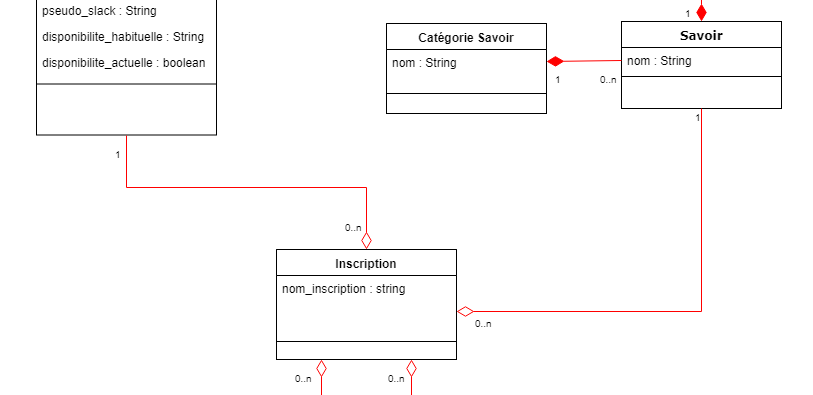 pseudo_slack : String
disponibilite_habituelle : String
disponibilite_actuelle : boolean
1
Catégorie Savoir
nom : String
1
0..n
1
Savoir
nom : String
1
0..n
Inscription
nom_inscription : string
0..n
0..n
0..n